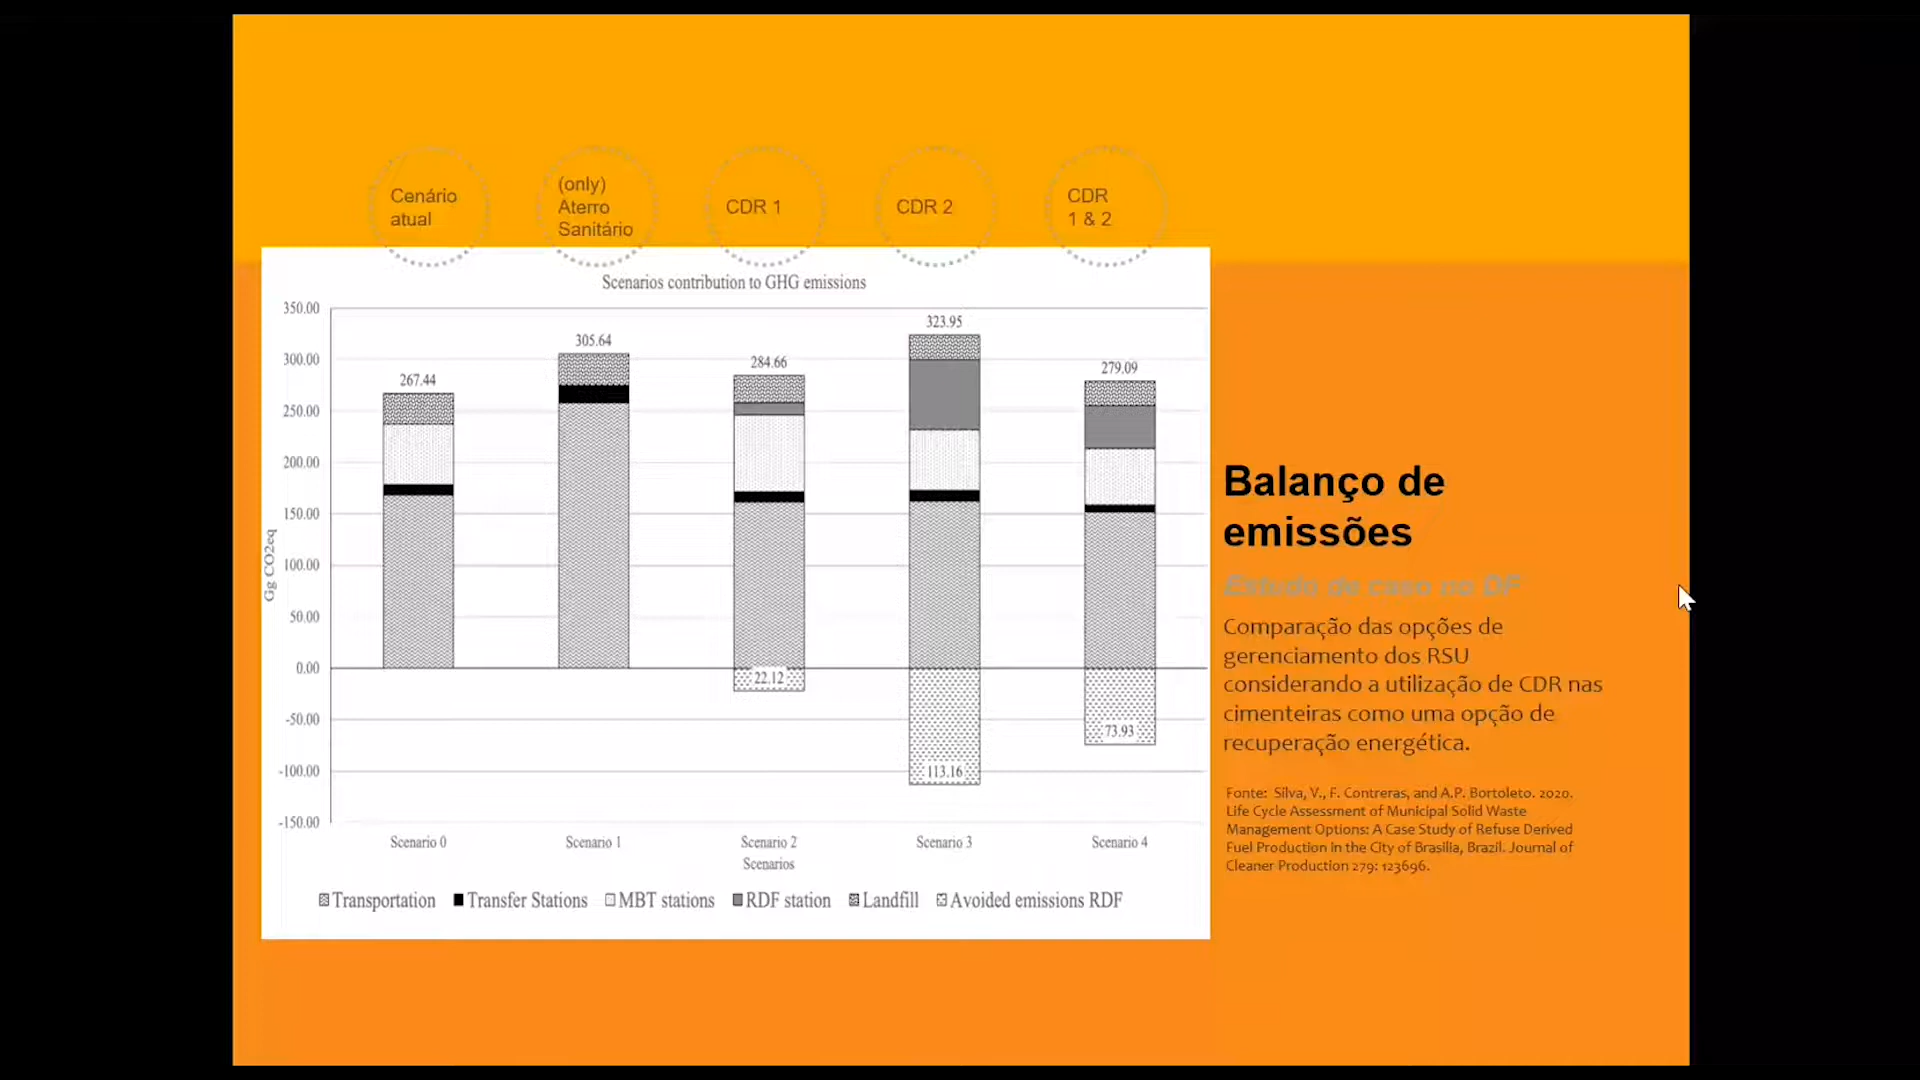 Cenário
atual
(only)
Aterro
Sanitário
CDR 1
CDR 2
CDR
1 & 2
Scenarios contribution to GHG emissions
350.00
300.00
250.00
200.00
150.00
100.00
50.00
0.00
-50.00
-100.00
-150.00
Gg CO2eq
267.44
305.64
284.66
323.95
279.09
22.12
113.16
73.93
Scenario 0
Scenario 1
Scenario 2
Scenario 3
Scenario 4
Scenarios
Transportation
Transfer Stations
MBT stations
RDF station
Landfill
Avoided emissions RDF
Balanço de
emissões
Estudo de caso no DF
Comparação das opções de
gerenciamento dos RSU
considerando a utilização de CDR nas
cimenteiras como uma opção de
recuperação energética.
Fonte: Silva, V., F. Contreras, and A.P. Bortoleto. 2020.
Life Cycle Assessment of Municipal Solid Waste
Management Options: A Case Study of Refuse Derived
Fuel Production in the City of Brasilia, Brazil. Journal of
Cleaner Production 279: 123696.